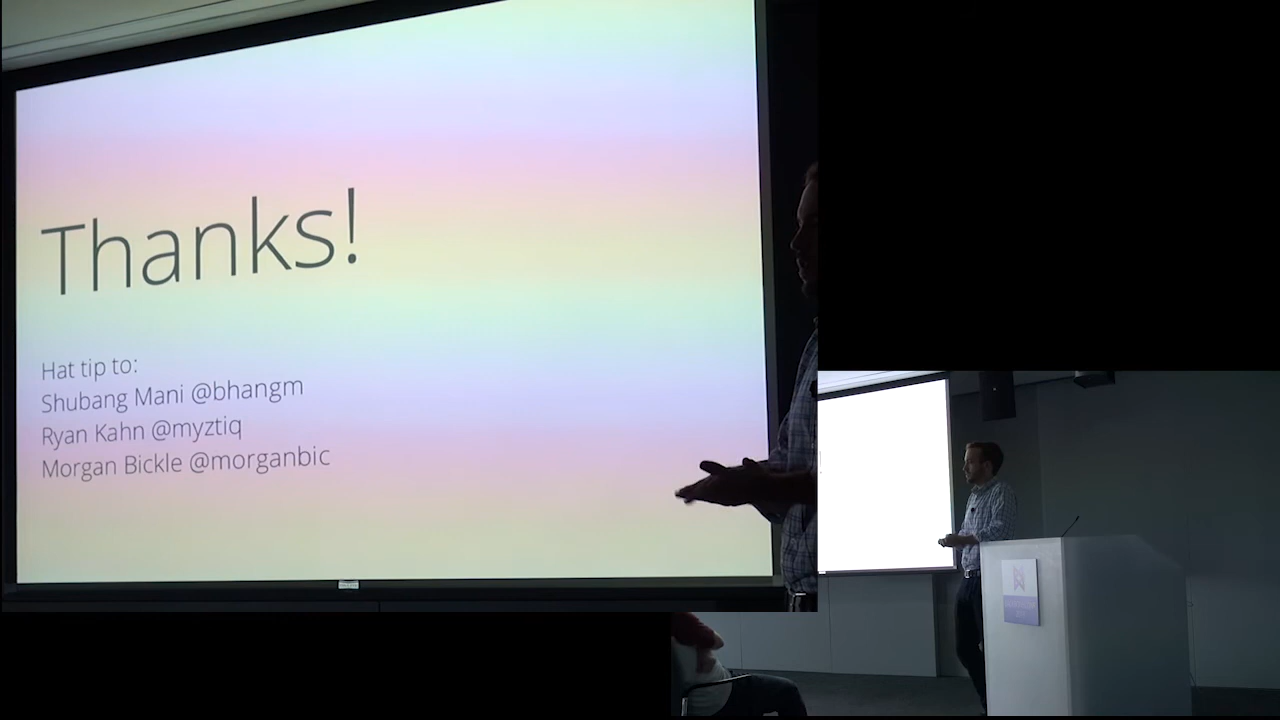 Thanks!
Hat tip to:
Shubang Mani @bhangm
Ryan Kahn @myztiq
Morgan Bickle @morganbic